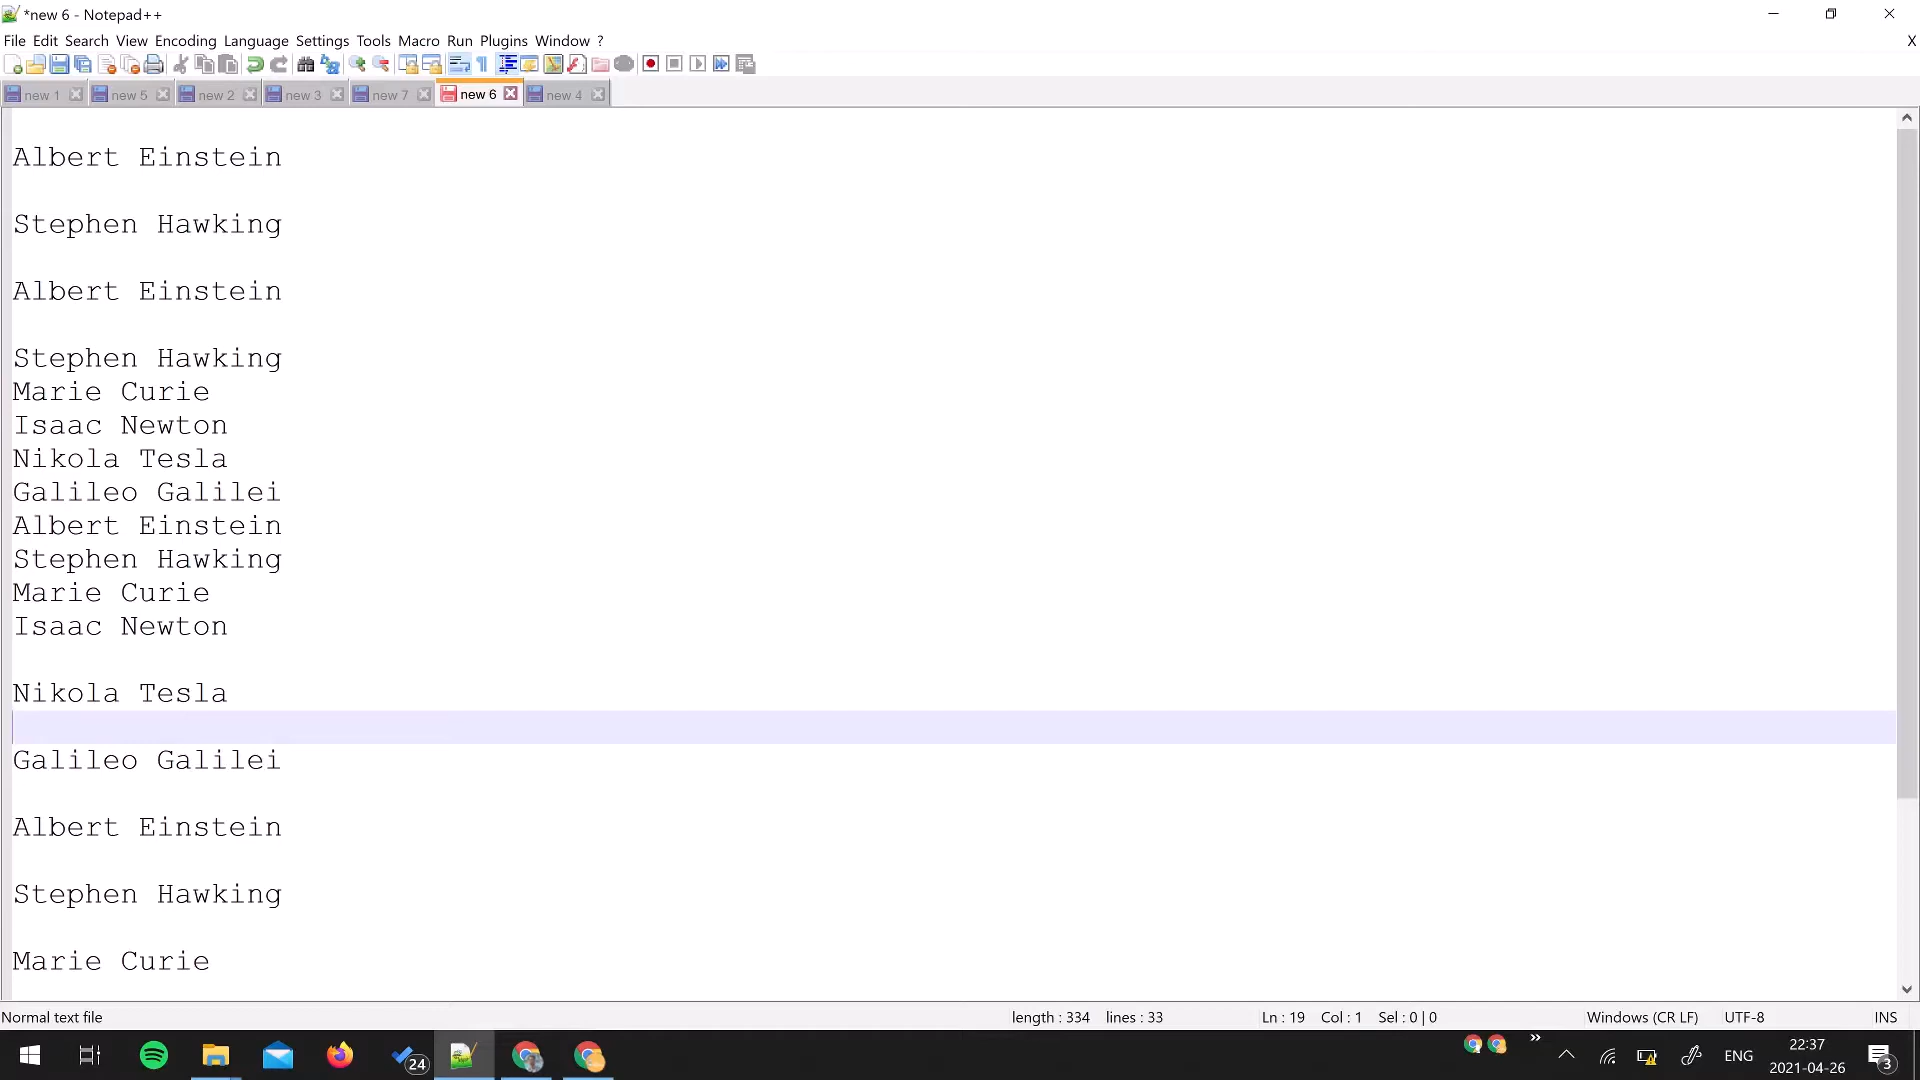 *new 6 - Notepad++
File Edit Search View Encoding Language Settings Tools Macro Run Plugins Window ?
X
new 1 new 5 new 2 new 3 new 7 new 6 new 4
Albert Einstein
Stephen Hawking
Albert Einstein
Stephen Hawking
Marie Curie
Isaac Newton
Nikola Tesla
Galileo Galilei
Albert Einstein
Stephen Hawking
Marie Curie
Isaac Newton
Nikola Tesla
Galileo Galilei
Albert Einstein
Stephen Hawking
Marie Curie
Normal text file length : 334 lines : 33 Ln : 19 Col : 1 Sel : 0 | 0 Windows (CR LF) UTF-8 INS
24 ENG 22:37 3
2021-04-26